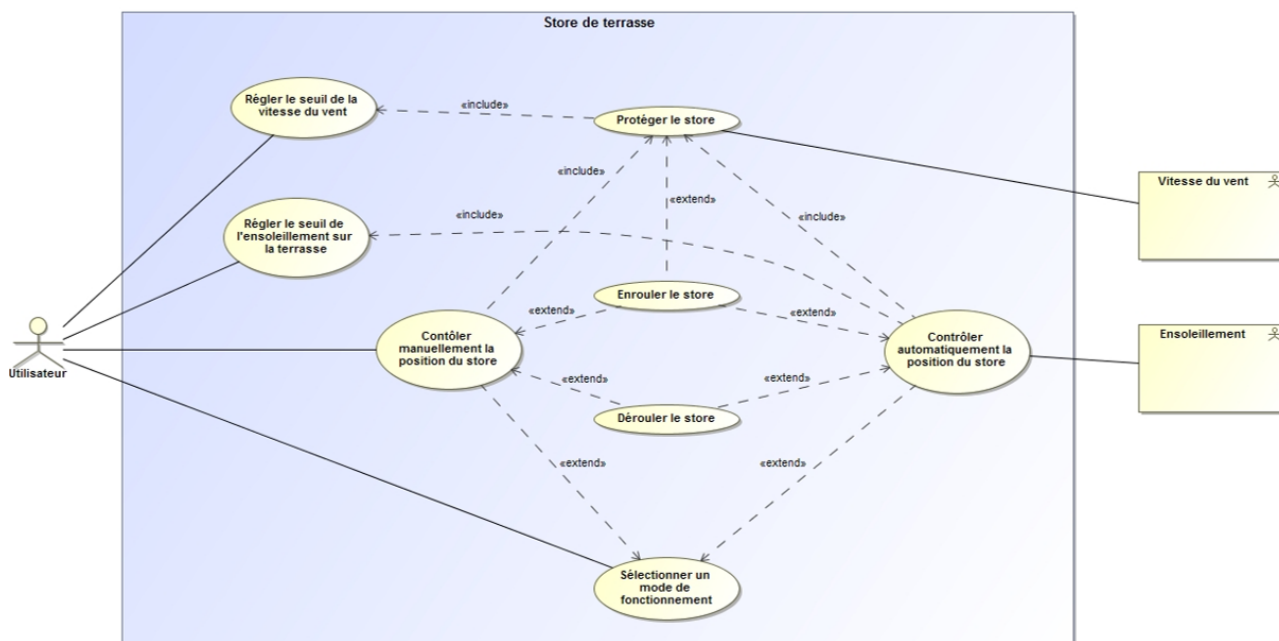 Store de terrasse
Régler le seuil de la
vitesse du vent
«include»
Protéger le store
«include»
Vitesse du vent
«extend»
Régler le seuil de
l'ensoleillement sur
la terrasse
«include»
«include»
Enrouler le store
«extend»
«extend»
Contôler
manuellement la
position du store
Contrôler
automatiquement la
position du store
Ensoleillement
Utilisateur
«extend»
«extend»
Dérouler le store
«extend»
«extend»
Sélectionner un
mode de
fonctionnement